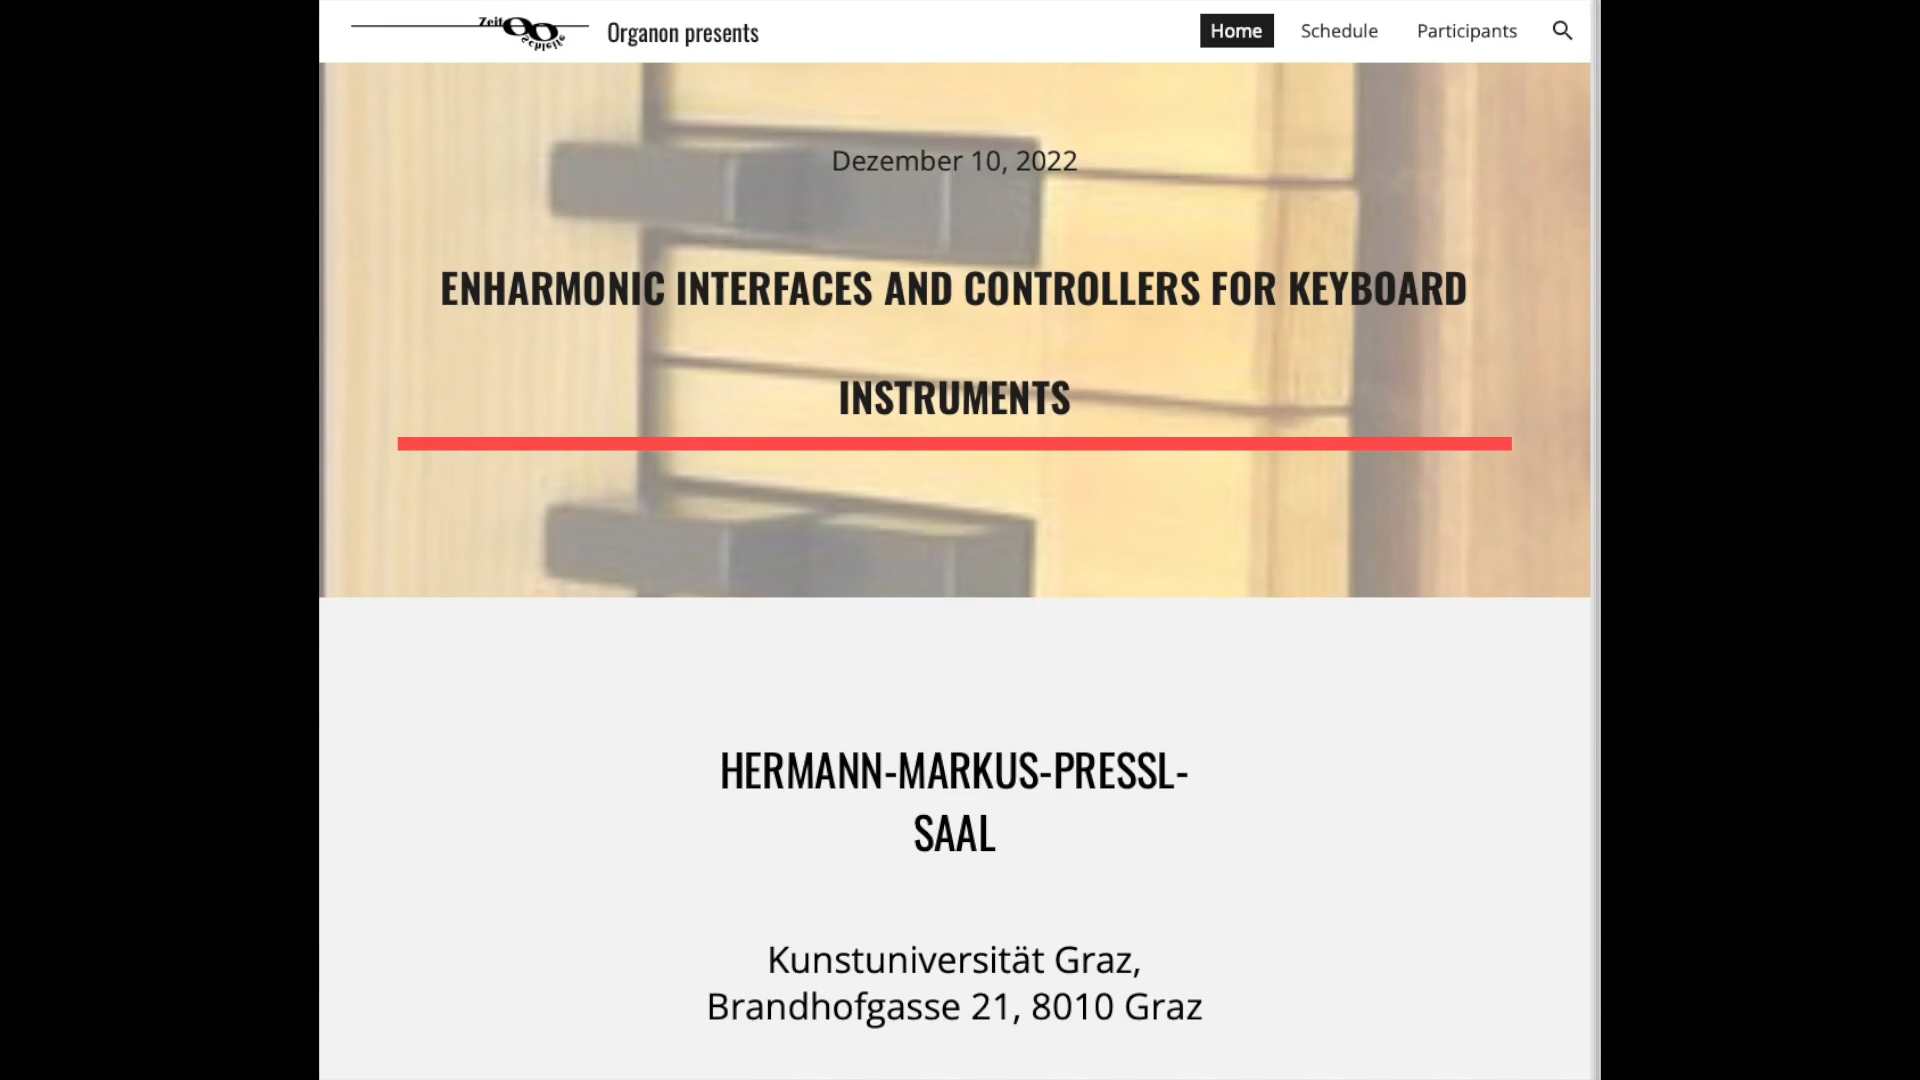 Zeit
Schleife
Organon presents
Home
Schedule
Participants
Dezember 10, 2022
ENHARMONIC INTERFACES AND CONTROLLERS FOR KEYBOARD
INSTRUMENTS
HERMANN-MARKUS-PRESSL-
SAAL
Kunstuniversität Graz,
Brandhofgasse 21, 8010 Graz